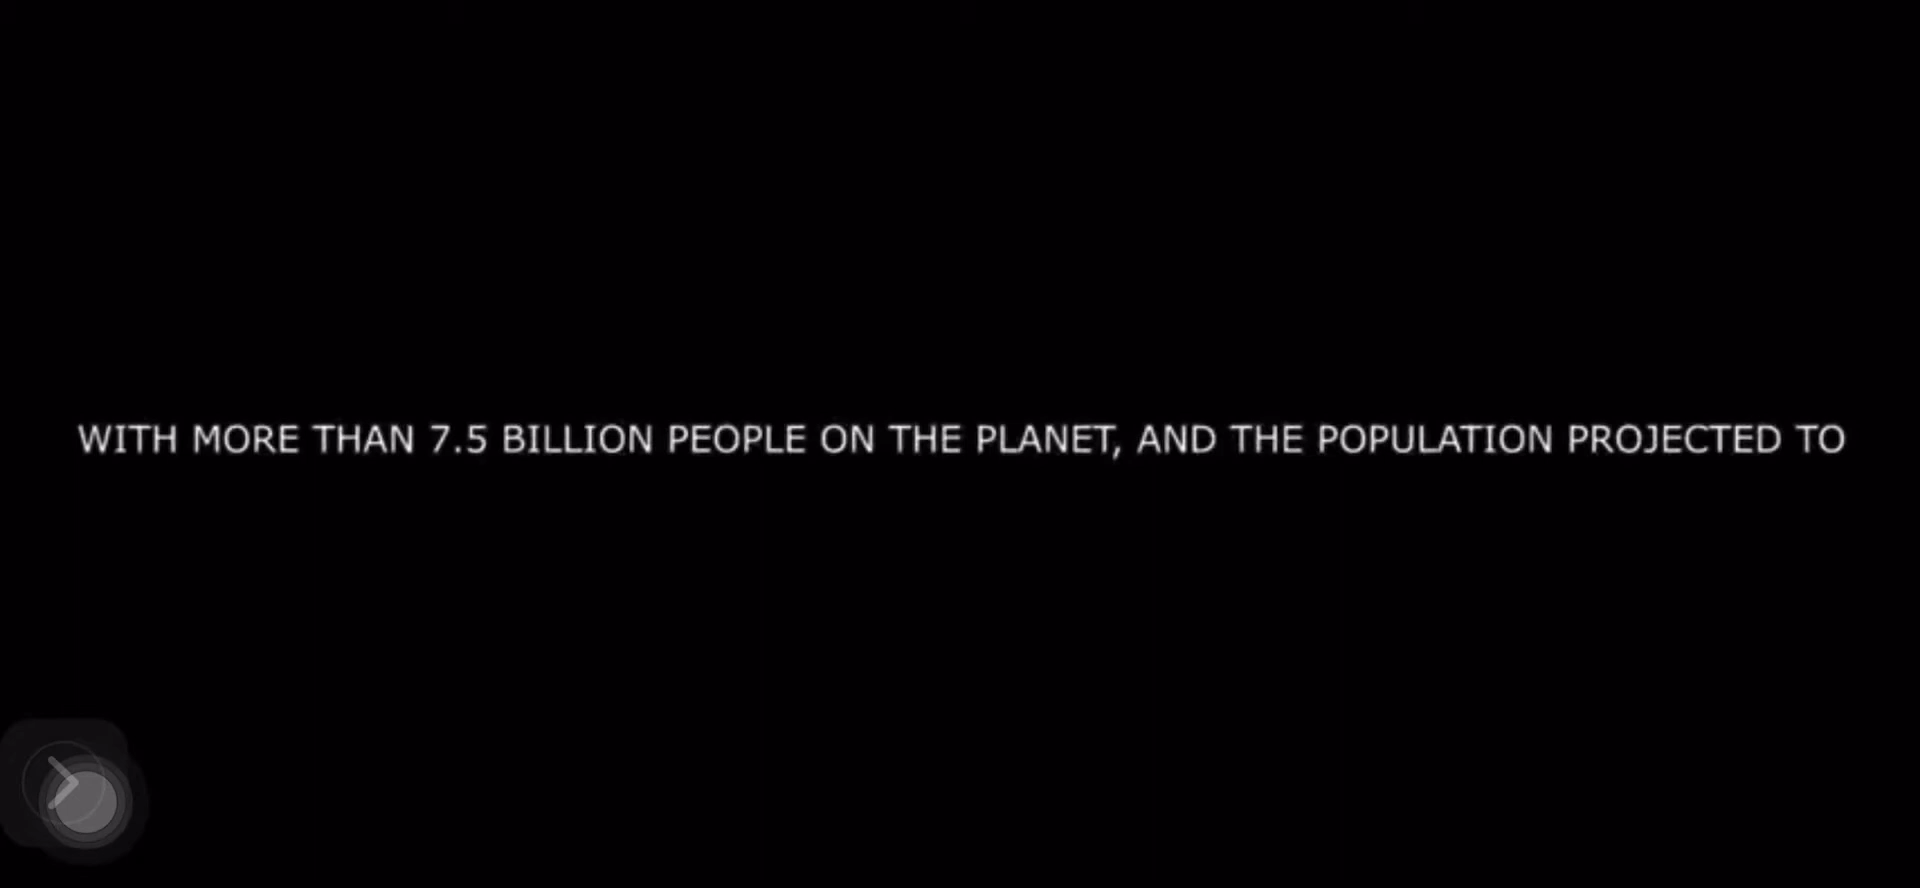 WITH MORE THAN 7.5 BILLION PEOPLE ON THE PLANET, AND THE POPULATION PROJECTED TO